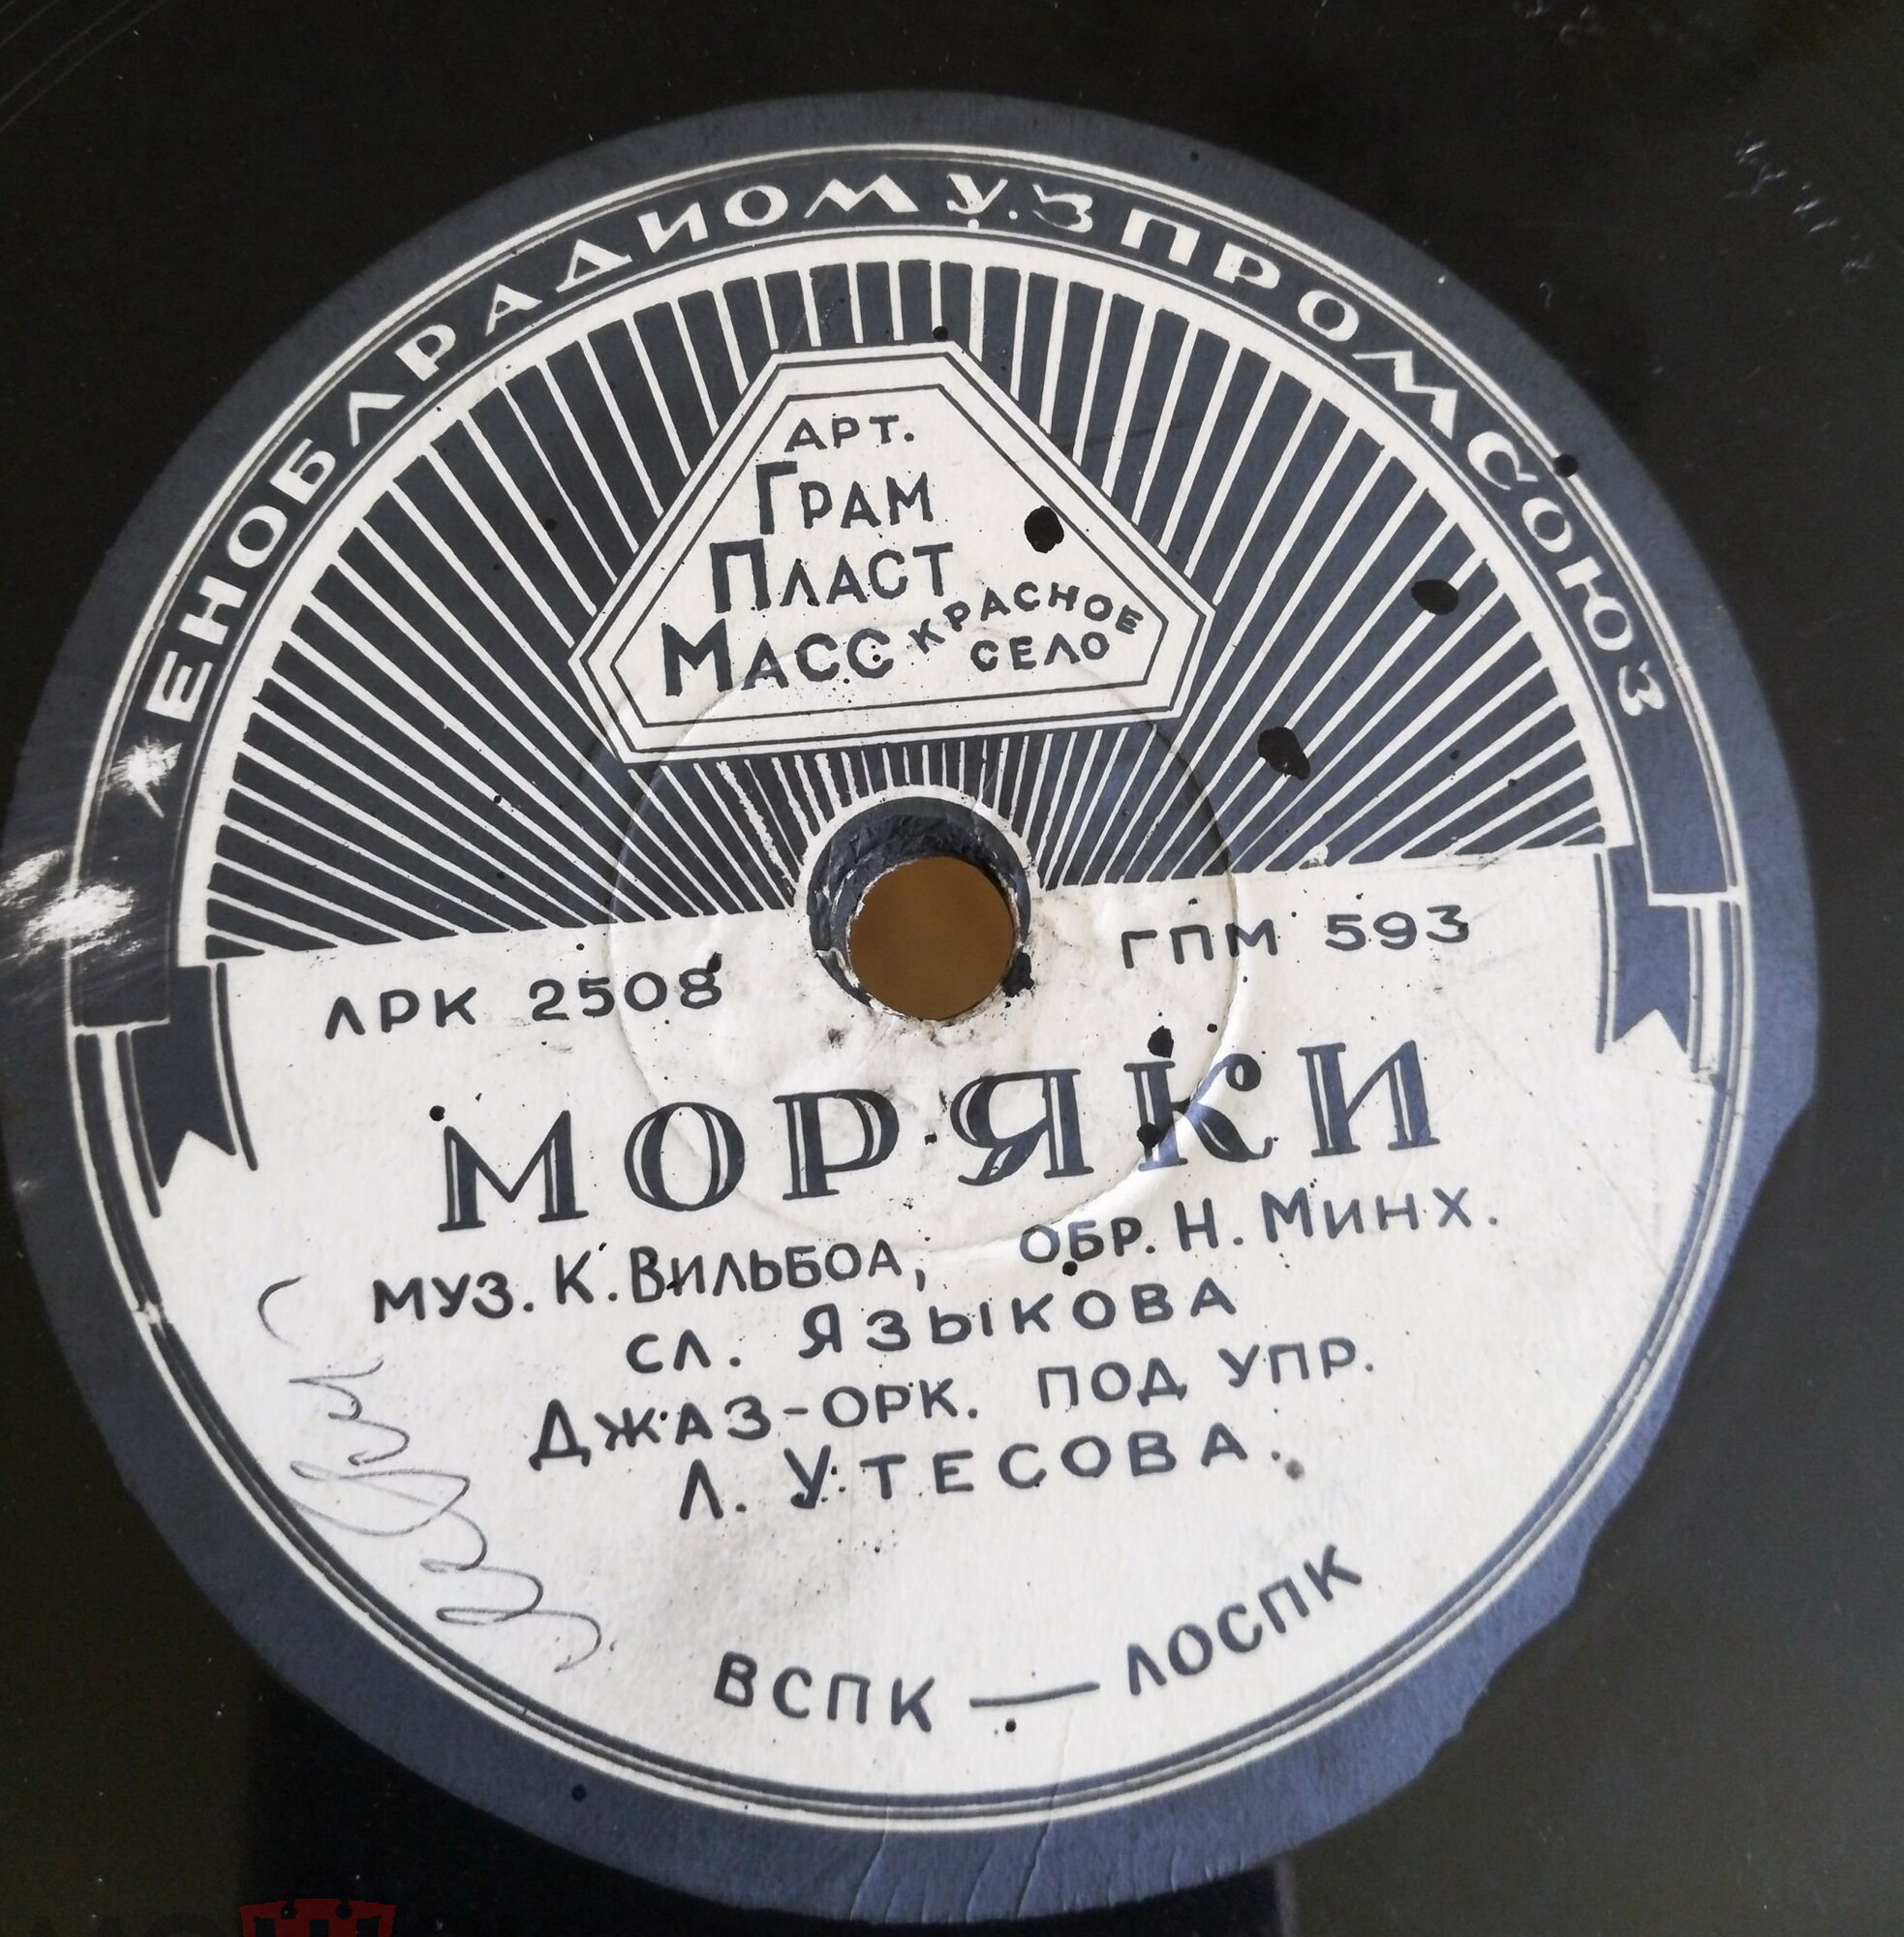 ЕНОБЛРАДИОМУЗПРОМСОЮЗ
АРТ.
ГРАМ
ПЛАСТ
МАСС КРАСНОЕ
СЕЛО
ЛРК 2508 ГПМ 593
МОРЯКИ
МУЗ. К. ВИЛЬБОА, ОБР. Н. МИНХ.
СЛ. ЯЗЫКОВА
ДЖАЗ-ОРК. ПОД УПР.
Л. УТЕСОВА.
ВСПК — ЛОСПК